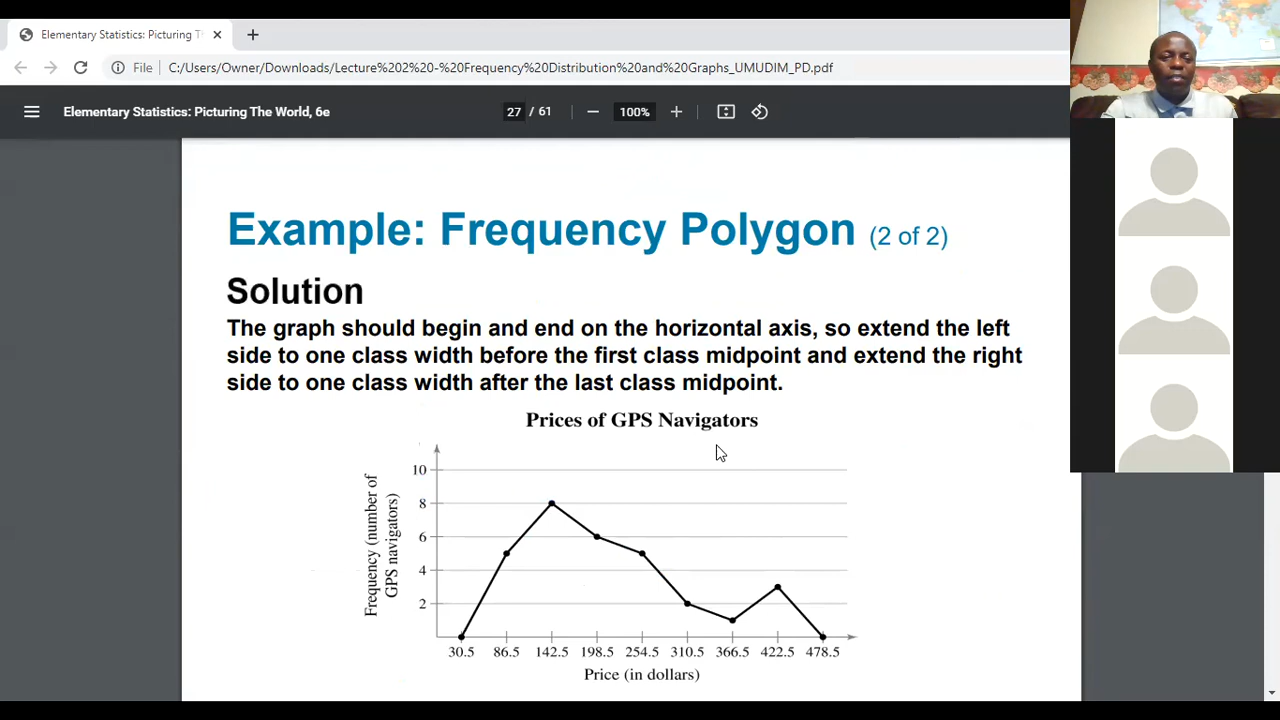 Elementary Statistics: Picturing T
File
C:/Users/Owner/Downloads/Lecture%202%20-%20Frequency%20Distribution%20and%20Graphs_UMUDIM_PD.pdf
Elementary Statistics: Picturing The World, 6e
27 / 61
100%
Example: Frequency Polygon (2 of 2)
Solution
The graph should begin and end on the horizontal axis, so extend the left
side to one class width before the first class midpoint and extend the right
side to one class width after the last class midpoint.
Prices of GPS Navigators
Frequency (number of
GPS navigators)
10
8
6
4
2
30.5 86.5 142.5 198.5 254.5 310.5 366.5 422.5 478.5
Price (in dollars)